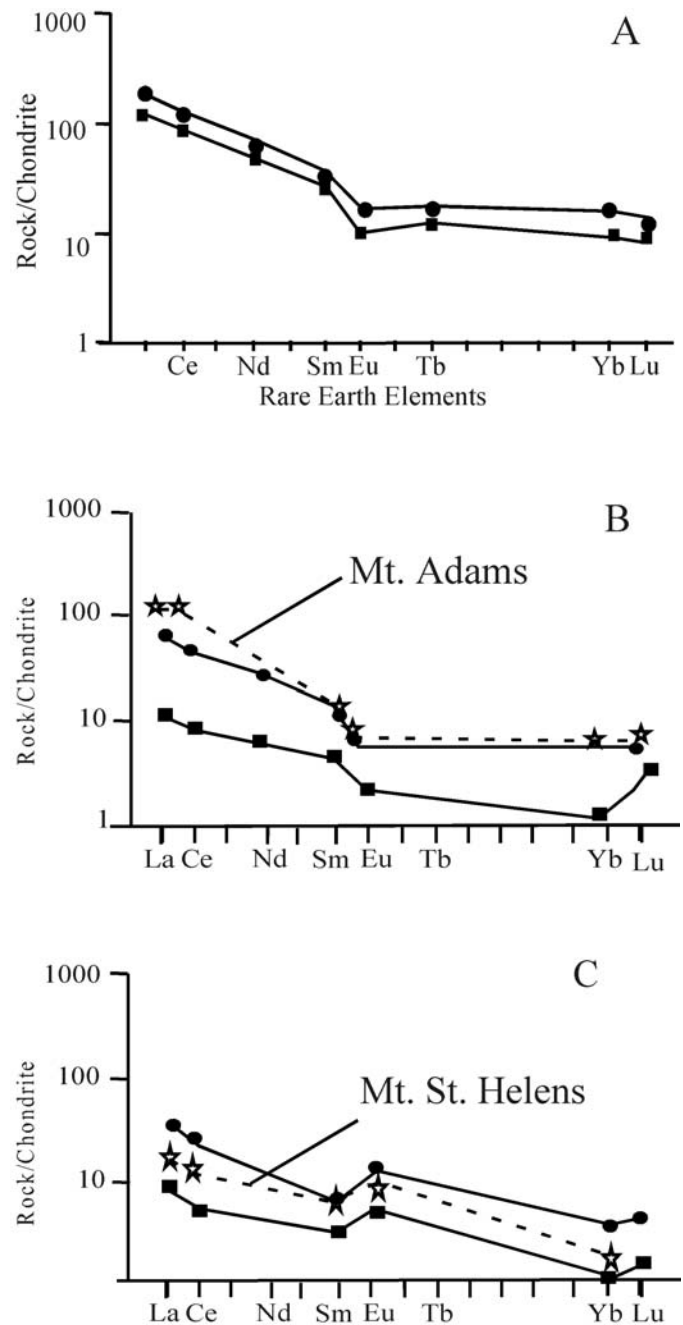 A
1000
100
10
1
Rock/Chondrite
Ce Nd Sm Eu Tb Yb Lu
Rare Earth Elements
B
1000
Mt. Adams
100
10
1
Rock/Chondrite
La Ce Nd Sm Eu Tb Yb Lu
C
1000
100
Mt. St. Helens
10
Rock/Chondrite
La Ce Nd Sm Eu Tb Yb Lu